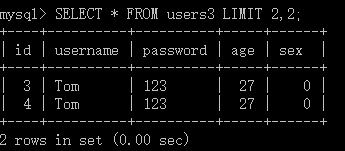 mysql> SELECT * FROM users3 LIMIT 2,2;
+----+----------+----------+-----+-----+
| id | username | password | age | sex |
+----+----------+----------+-----+-----+
| 3 | Tom | 123 | 27 | 0 |
| 4 | Tom | 123 | 27 | 0 |
+----+----------+----------+-----+-----+
2 rows in set (0.00 sec)